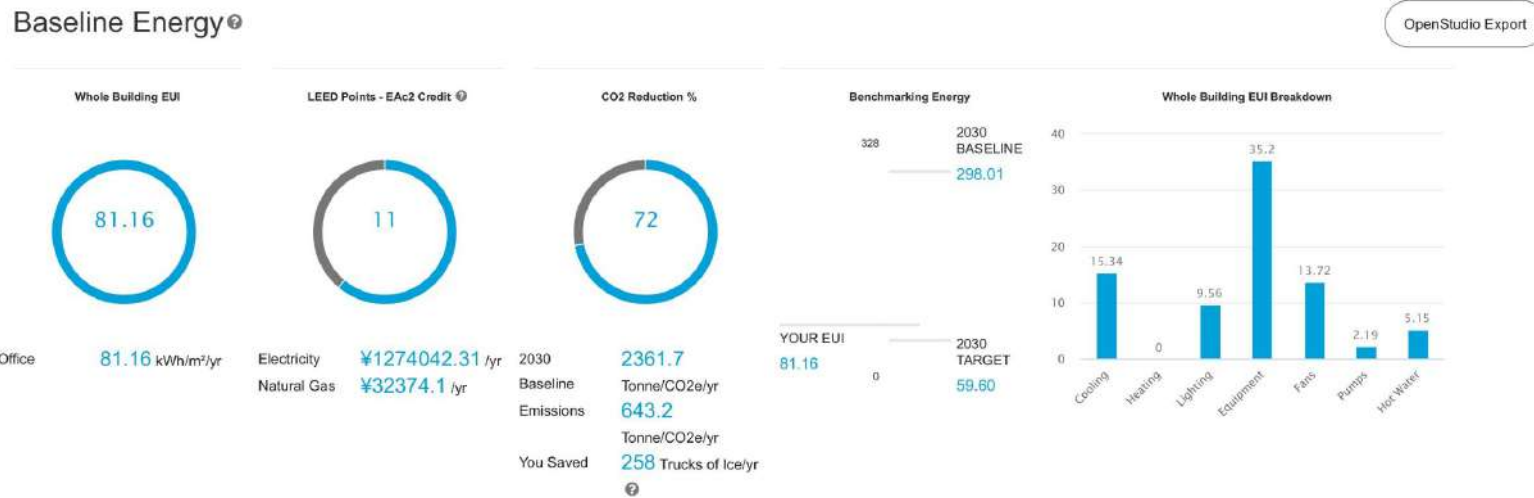 Baseline Energy
OpenStudio Export
Whole Building EUI
81.16
Office 81.16 kWh/m²/yr
LEED Points - EAc2 Credit
11
Electricity ¥1274042.31 /yr
Natural Gas ¥32374.1 /yr
CO2 Reduction %
72
2030 2361.7
Baseline Tonne/CO2e/yr
Emissions 643.2
Tonne/CO2e/yr
You Saved 258 Trucks of Ice/yr
Benchmarking Energy
328
2030
BASELINE
298.01
YOUR EUI
81.16
0
2030
TARGET
59.60
Whole Building EUI Breakdown
40
30
20
10
0
15.34
0
9.56
35.2
13.72
2.19
5.15
Cooling
Heating
Lighting
Equipment
Fans
Pumps
Hot Water